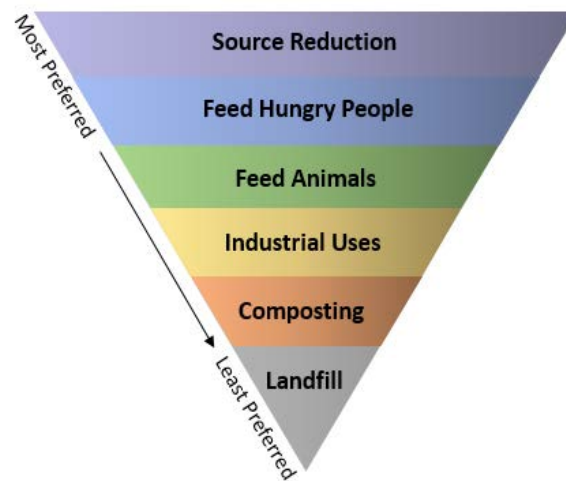 Most Preferred
Source Reduction
Feed Hungry People
Feed Animals
Industrial Uses
Composting
Landfill
Least Preferred